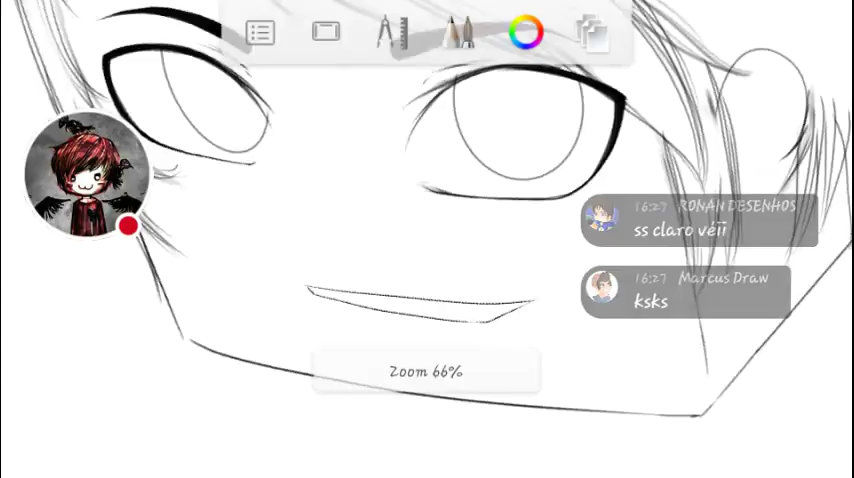 16:27 RONAN DESENHOS
ss claro véii
16:27 Marcus Draw
ksks
Zoom 66%